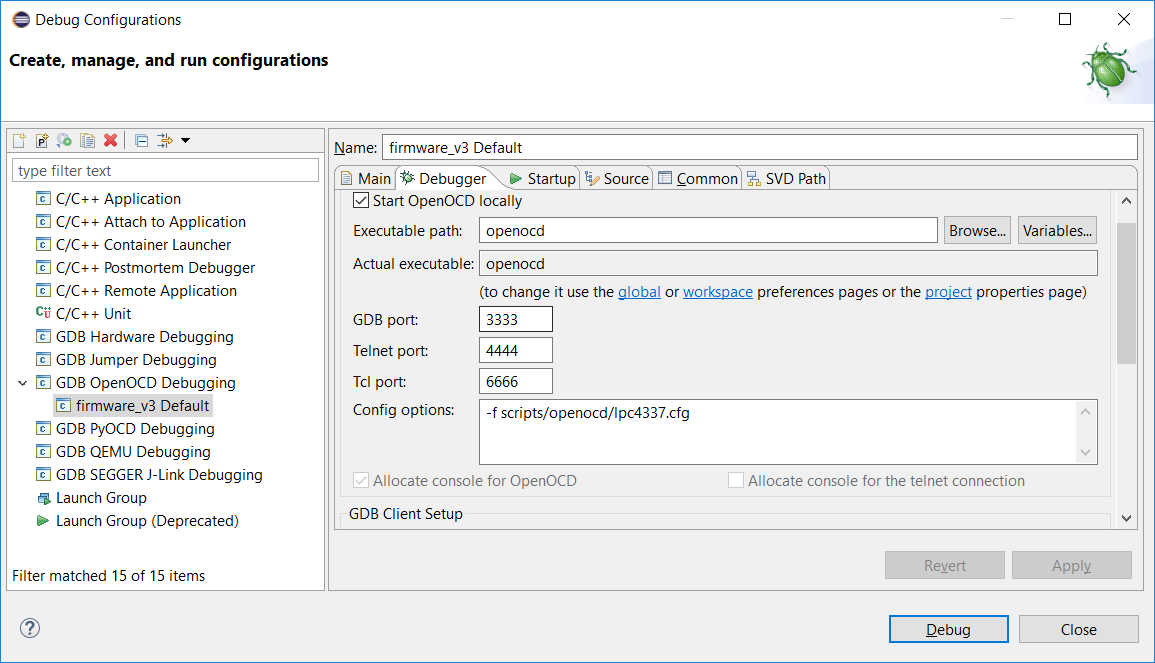 Debug Configurations
Create, manage, and run configurations
P
type filter text
C/C++ Application
C/C++ Attach to Application
C/C++ Container Launcher
C/C++ Postmortem Debugger
C/C++ Remote Application
C/C++ Unit
GDB Hardware Debugging
GDB Jumper Debugging
GDB OpenOCD Debugging
firmware_v3 Default
GDB PyOCD Debugging
GDB QEMU Debugging
GDB SEGGER J-Link Debugging
Launch Group
Launch Group (Deprecated)
Filter matched 15 of 15 items
Name: firmware_v3 Default
Main Debugger Startup Source Common SVD Path
Start OpenOCD locally
Executable path: openocd Browse... Variables...
Actual executable: openocd
(to change it use the global or workspace preferences pages or the project properties page)
GDB port: 3333
Telnet port: 4444
Tcl port: 6666
Config options: -f scripts/openocd/lpc4337.cfg
Allocate console for OpenOCD Allocate console for the telnet connection
GDB Client Setup
Revert Apply
? Debug Close